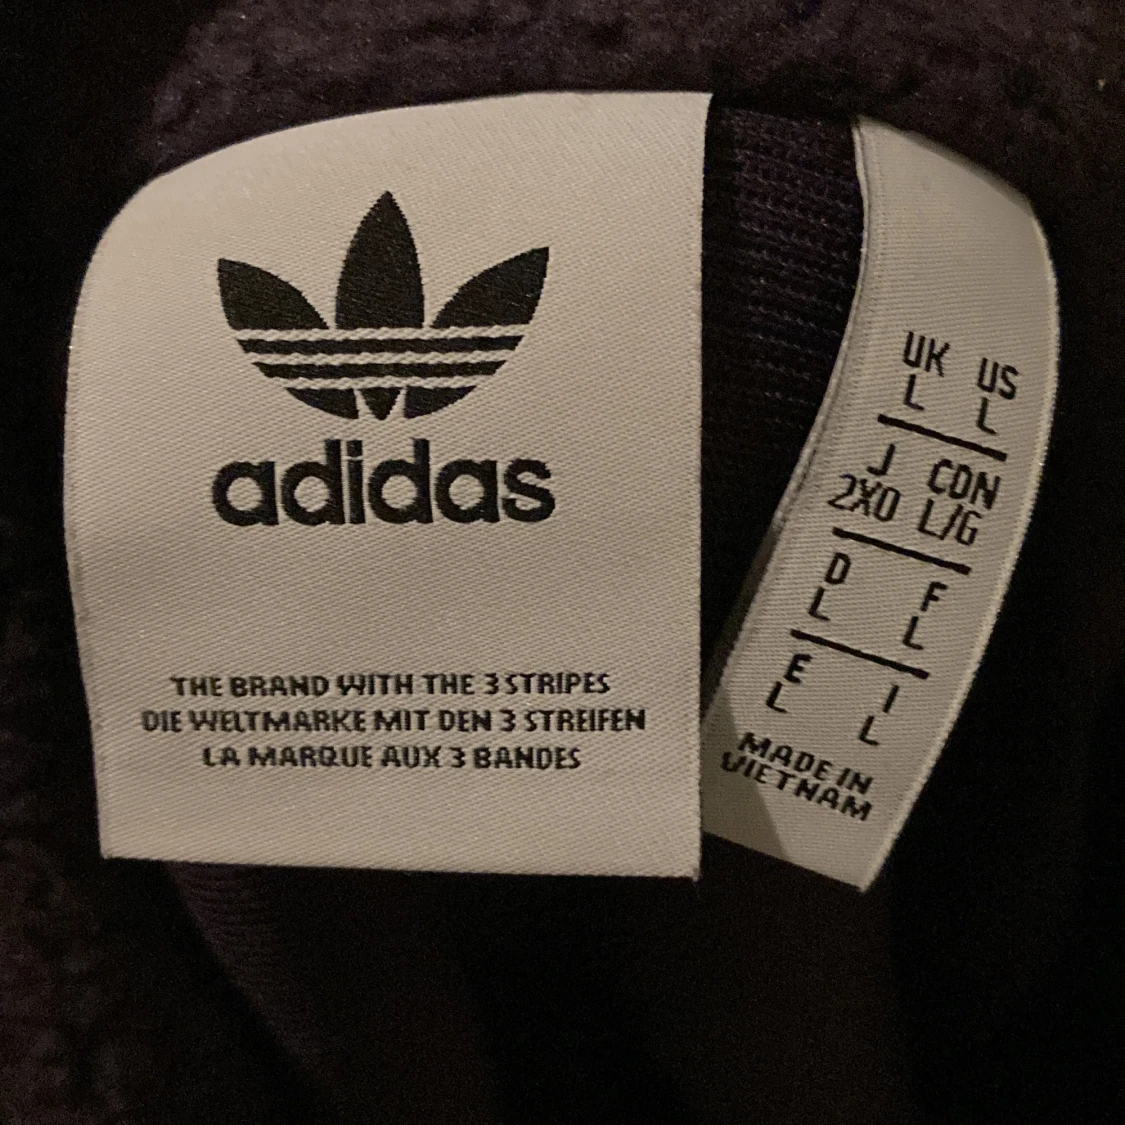 adidas
THE BRAND WITH THE 3 STRIPES
DIE WELTMARKE MIT DEN 3 STREIFEN
LA MARQUE AUX 3 BANDES
UK US
L L
J CDN
2XO L/G
D F
L L
E I
L L
MADE IN
VIETNAM